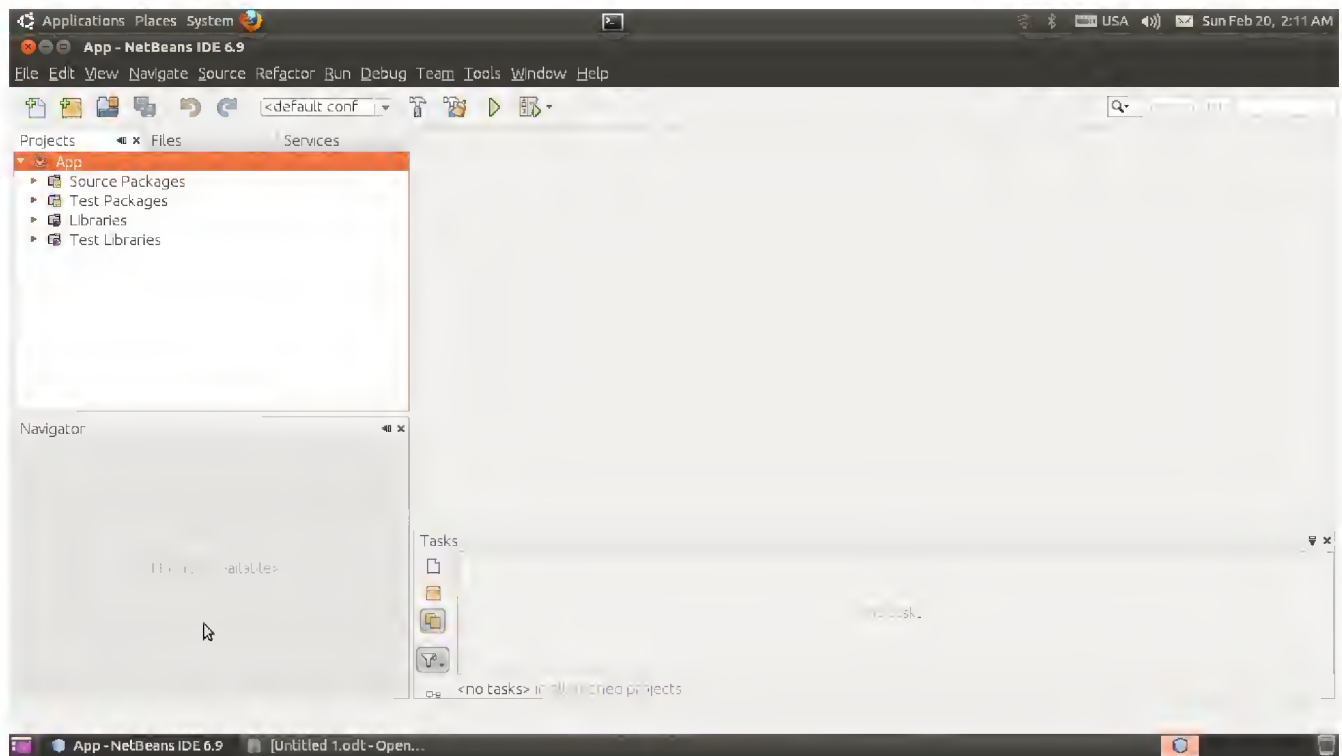 Applications Places System USA Sun Feb 20, 2:11 AM
App - NetBeans IDE 6.9
File Edit View Navigate Source Refactor Run Debug Team Tools Window Help
<default conf
Projects Files Services
App
Source Packages
Test Packages
Libraries
Test Libraries
Navigator
Tasks
<no tasks> in projects
App - NetBeans IDE 6.9 [Untitled 1.odt - Open...